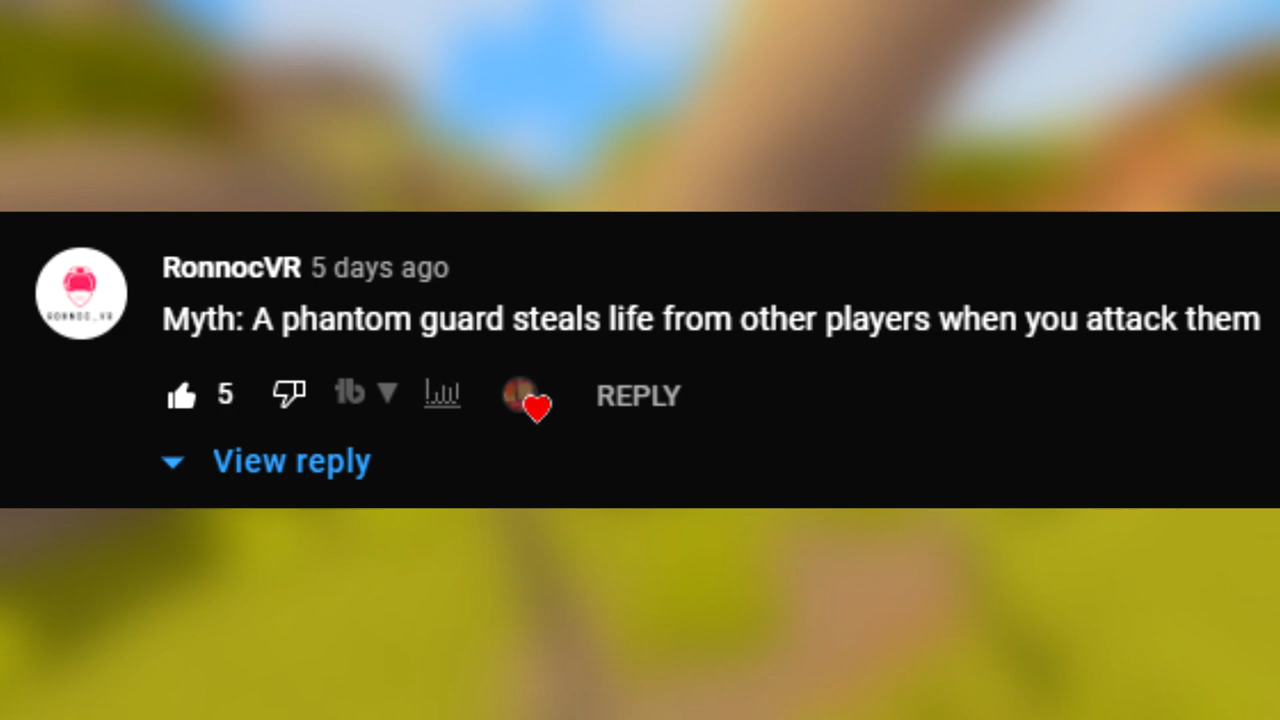 RonnocVR 5 days ago
Myth: A phantom guard steals life from other players when you attack them
5 REPLY
View reply
RONNOC_VR